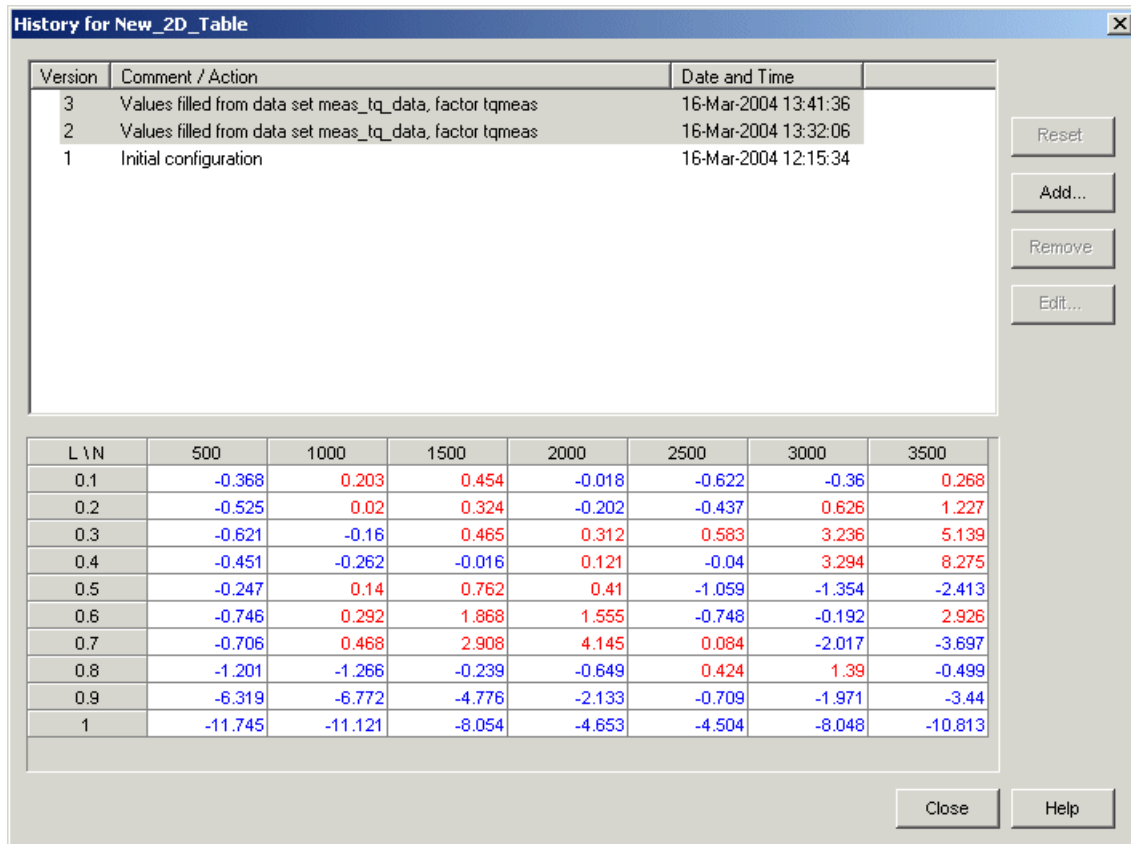 History for New_2D_Table
Version Comment / Action Date and Time
3 Values filled from data set meas_tq_data, factor tqmeas 16-Mar-2004 13:41:36
2 Values filled from data set meas_tq_data, factor tqmeas 16-Mar-2004 13:32:06
1 Initial configuration 16-Mar-2004 12:15:34
Reset
Add...
Remove
Edit...
L \ N 500 1000 1500 2000 2500 3000 3500
0.1 -0.368 0.203 0.454 -0.018 -0.622 -0.36 0.268
0.2 -0.525 0.02 0.324 -0.202 -0.437 0.626 1.227
0.3 -0.621 -0.16 0.465 0.312 0.583 3.236 5.139
0.4 -0.451 -0.262 -0.016 0.121 -0.04 3.294 8.275
0.5 -0.247 0.14 0.762 0.41 -1.059 -1.354 -2.413
0.6 -0.746 0.292 1.868 1.555 -0.748 -0.192 2.926
0.7 -0.706 0.468 2.908 4.145 0.084 -2.017 -3.697
0.8 -1.201 -1.266 -0.239 -0.649 0.424 1.39 -0.499
0.9 -6.319 -6.772 -4.776 -2.133 -0.709 -1.971 -3.44
1 -11.745 -11.121 -8.054 -4.653 -4.504 -8.048 -10.813
Close Help